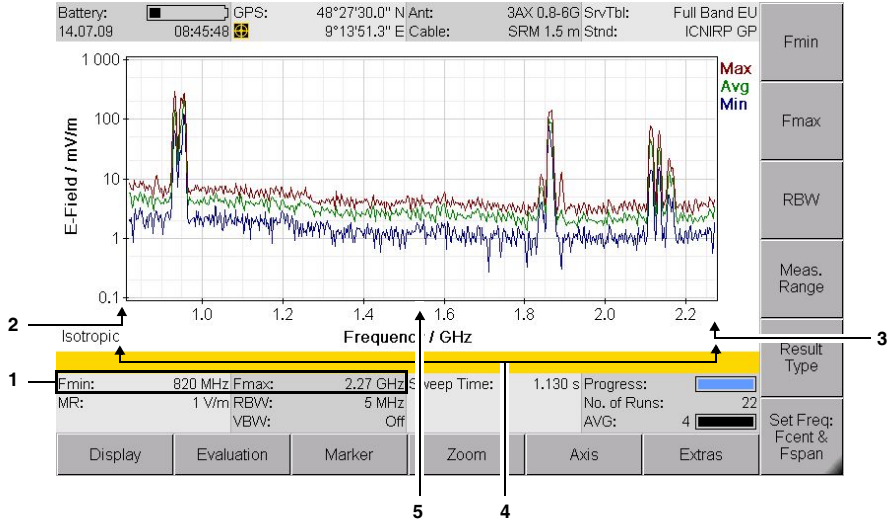 Battery: GPS: 48°27'30.0" N Ant: 3AX 0.8-6G SrvTbl: Full Band EU
14.07.09 08:45:48 9°13'51.3" E Cable: SRM 1.5 m Stnd: ICNIRP GP
Fmin
Fmax
RBW
Meas.
Range
Result
Type
Set Freq:
Fcent &
Fspan
Max
Avg
Min
E-Field / mV/m
1 000
100
10
1
0.1
1.0 1.2 1.4 1.6 1.8 2.0 2.2
Isotropic Frequency / GHz
2
3
1
Fmin: 820 MHz Fmax: 2.27 GHz Sweep Time: 1.130 s Progress:
MR: 1 V/m RBW: 5 MHz No. of Runs: 22
VBW: Off AVG: 4
Display Evaluation Marker Zoom Axis Extras
5 4